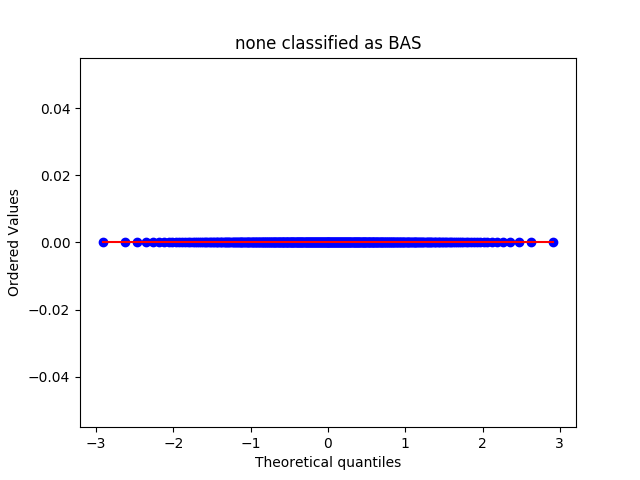 none classified as BAS
0.04
0.02
0.00
−0.02
−0.04
Ordered Values
−3 −2 −1 0 1 2 3
Theoretical quantiles